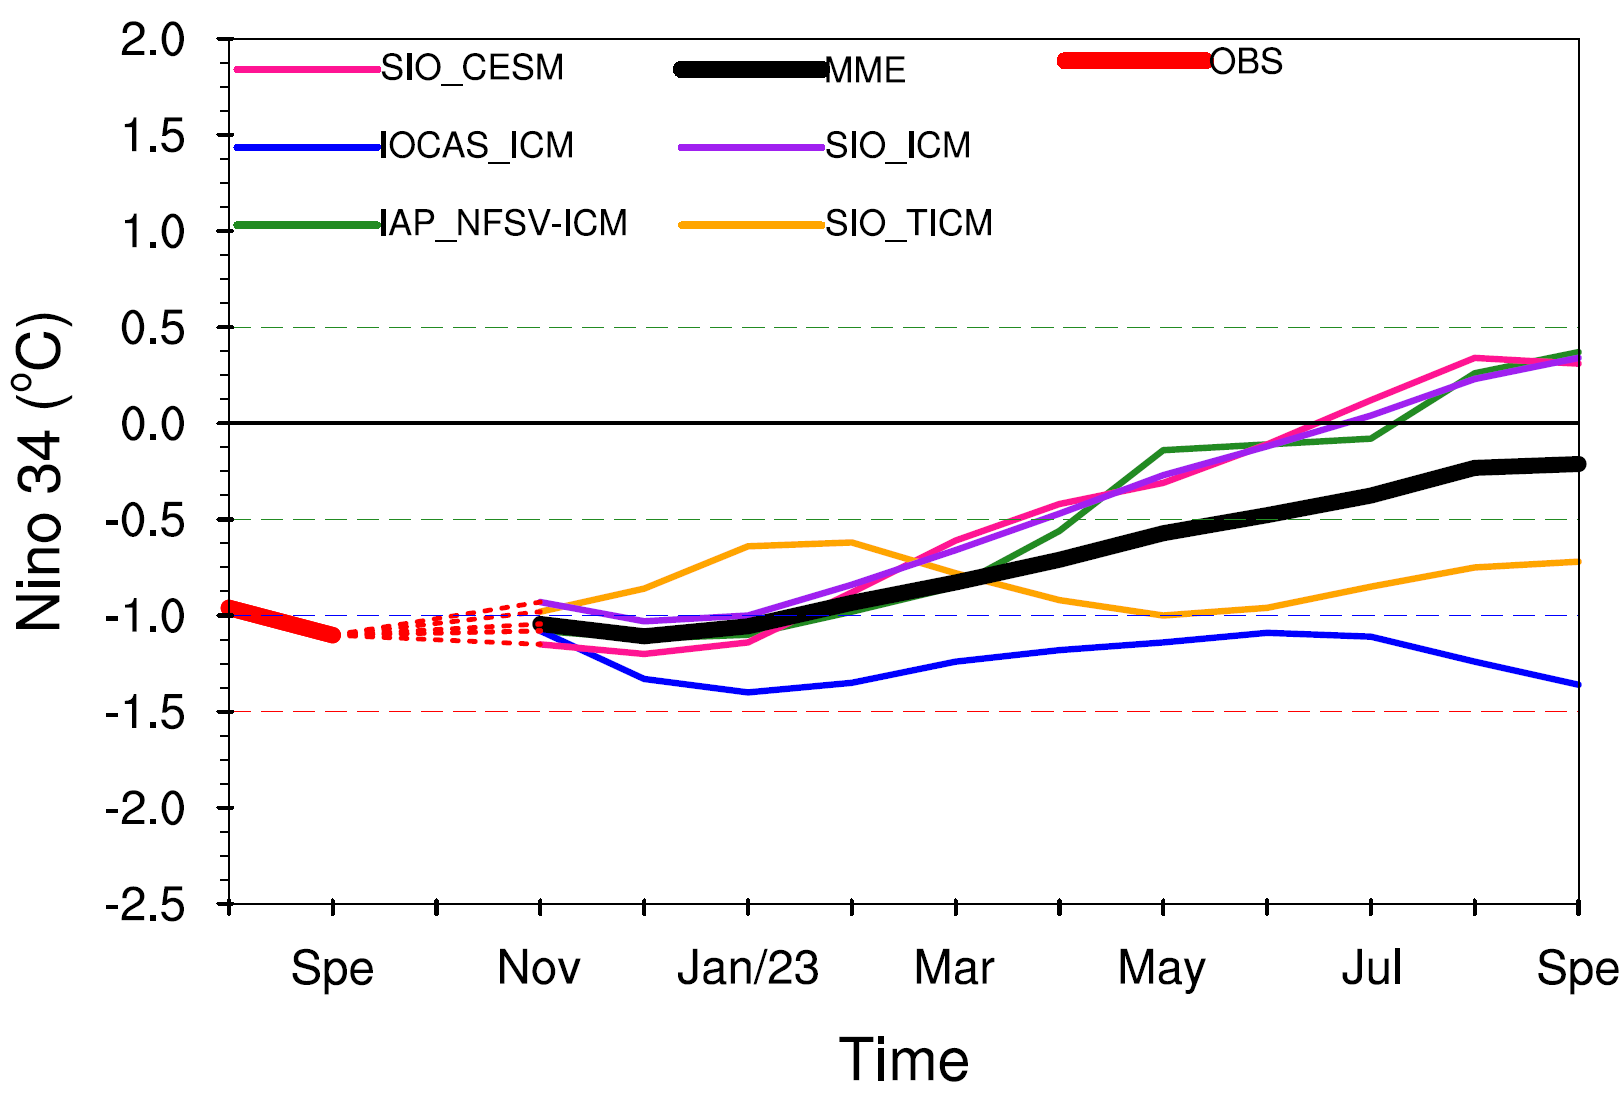 2.0
SIO_CESM MME OBS
1.5
IOCAS_ICM SIO_ICM
1.0
IAP_NFSV-ICM SIO_TICM
0.5
0.0
-0.5
-1.0
-1.5
-2.0
-2.5
Nino 34 (°C)
Spe Nov Jan/23 Mar May Jul Spe
Time